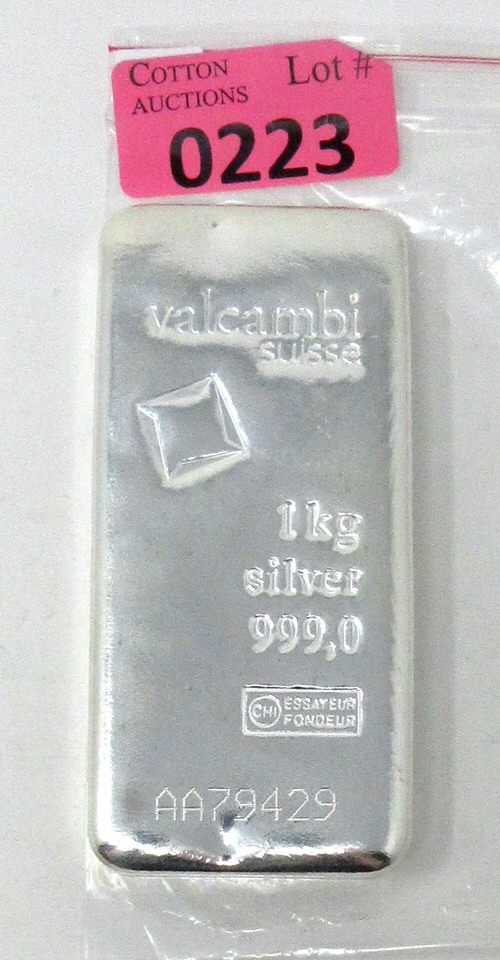 COTTON
AUCTIONS
Lot #
0223
valcambi
suisse
1 kg
silver
999,0
CHI
ESSAYEUR
FONDEUR
AA79429